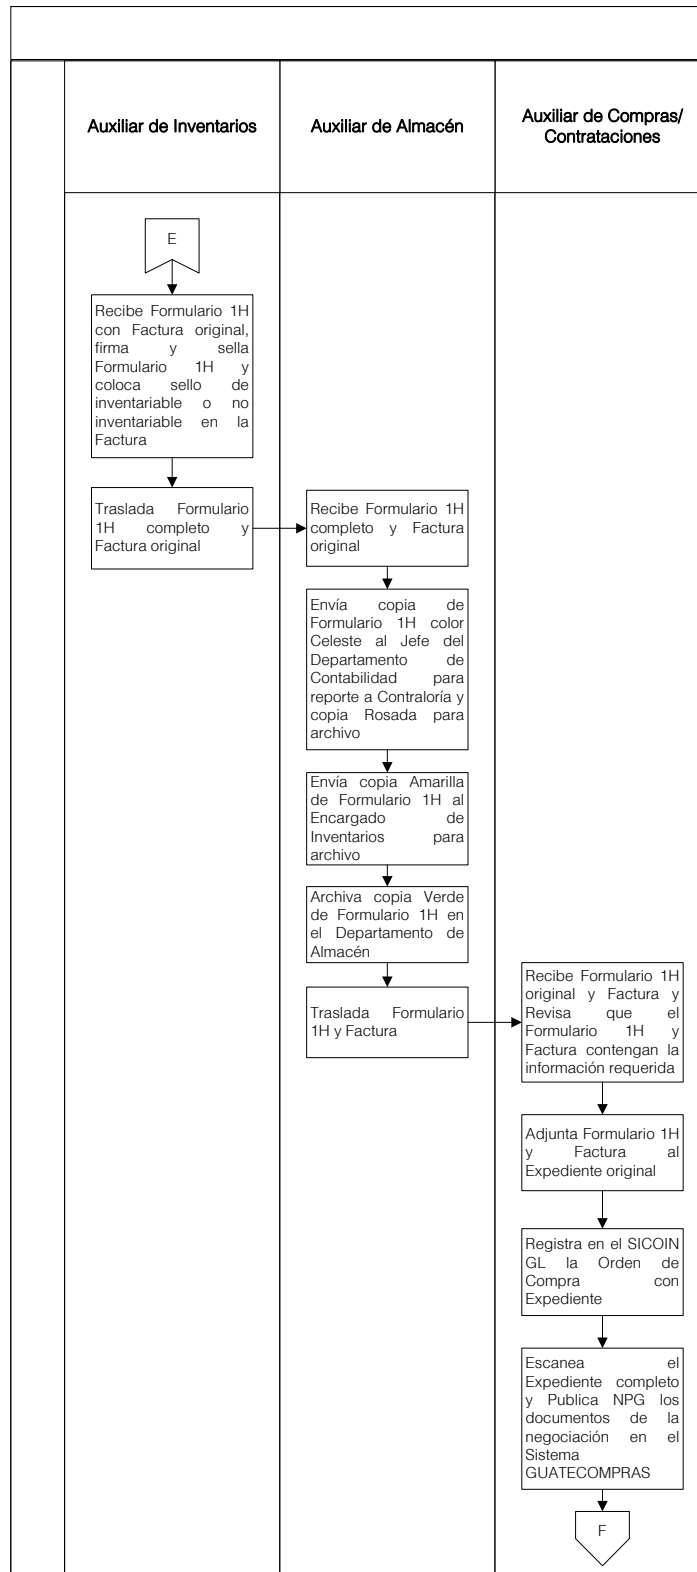 Auxiliar de Inventarios
Auxiliar de Almacén
Auxiliar de Compras/
Contrataciones
E
Recibe Formulario 1H
con Factura original,
firma y sella
Formulario 1H y
coloca sello de
inventariable o no
inventariable en la
Factura
Traslada Formulario
1H completo y
Factura original
Recibe Formulario 1H
completo y Factura
original
Envía copia de
Formulario 1H color
Celeste al Jefe del
Departamento de
Contabilidad para
reporte a Contraloría y
copia Rosada para
archivo
Envía copia Amarilla
de Formulario 1H al
Encargado de
Inventarios para
archivo
Archiva copia Verde
de Formulario 1H en
el Departamento de
Almacén
Traslada Formulario
1H y Factura
Recibe Formulario 1H
original y Factura y
Revisa que el
Formulario 1H y
Factura contengan la
información requerida
Adjunta Formulario 1H
y Factura al
Expediente original
Registra en el SICOIN
GL la Orden de
Compra con
Expediente
Escanea el
Expediente completo
y Publica NPG los
documentos de la
negociación en el
Sistema
GUATECOMPRAS
F